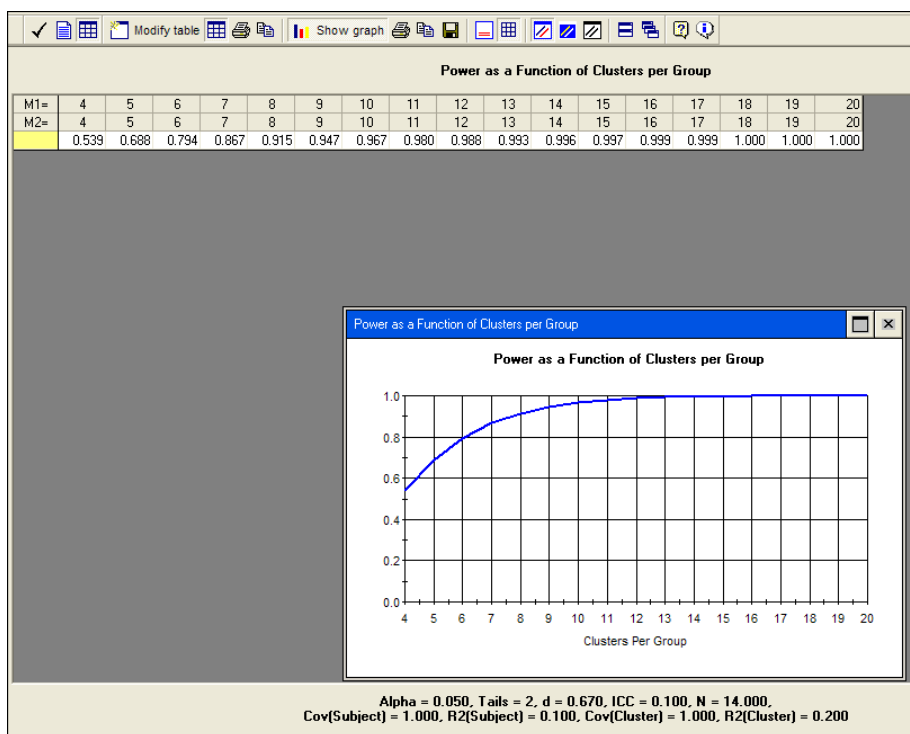 Modify table Show graph
Power as a Function of Clusters per Group
M1= 4 5 6 7 8 9 10 11 12 13 14 15 16 17 18 19 20
M2= 4 5 6 7 8 9 10 11 12 13 14 15 16 17 18 19 20
0.539 0.688 0.794 0.867 0.915 0.947 0.967 0.980 0.988 0.993 0.996 0.997 0.999 0.999 1.000 1.000 1.000
Power as a Function of Clusters per Group
Power as a Function of Clusters per Group
1.0
0.8
0.6
0.4
0.2
0.0
4 5 6 7 8 9 10 11 12 13 14 15 16 17 18 19 20
Clusters Per Group
Alpha = 0.050, Tails = 2, d = 0.670, ICC = 0.100, N = 14.000,
Cov(Subject) = 1.000, R2(Subject) = 0.100, Cov(Cluster) = 1.000, R2(Cluster) = 0.200